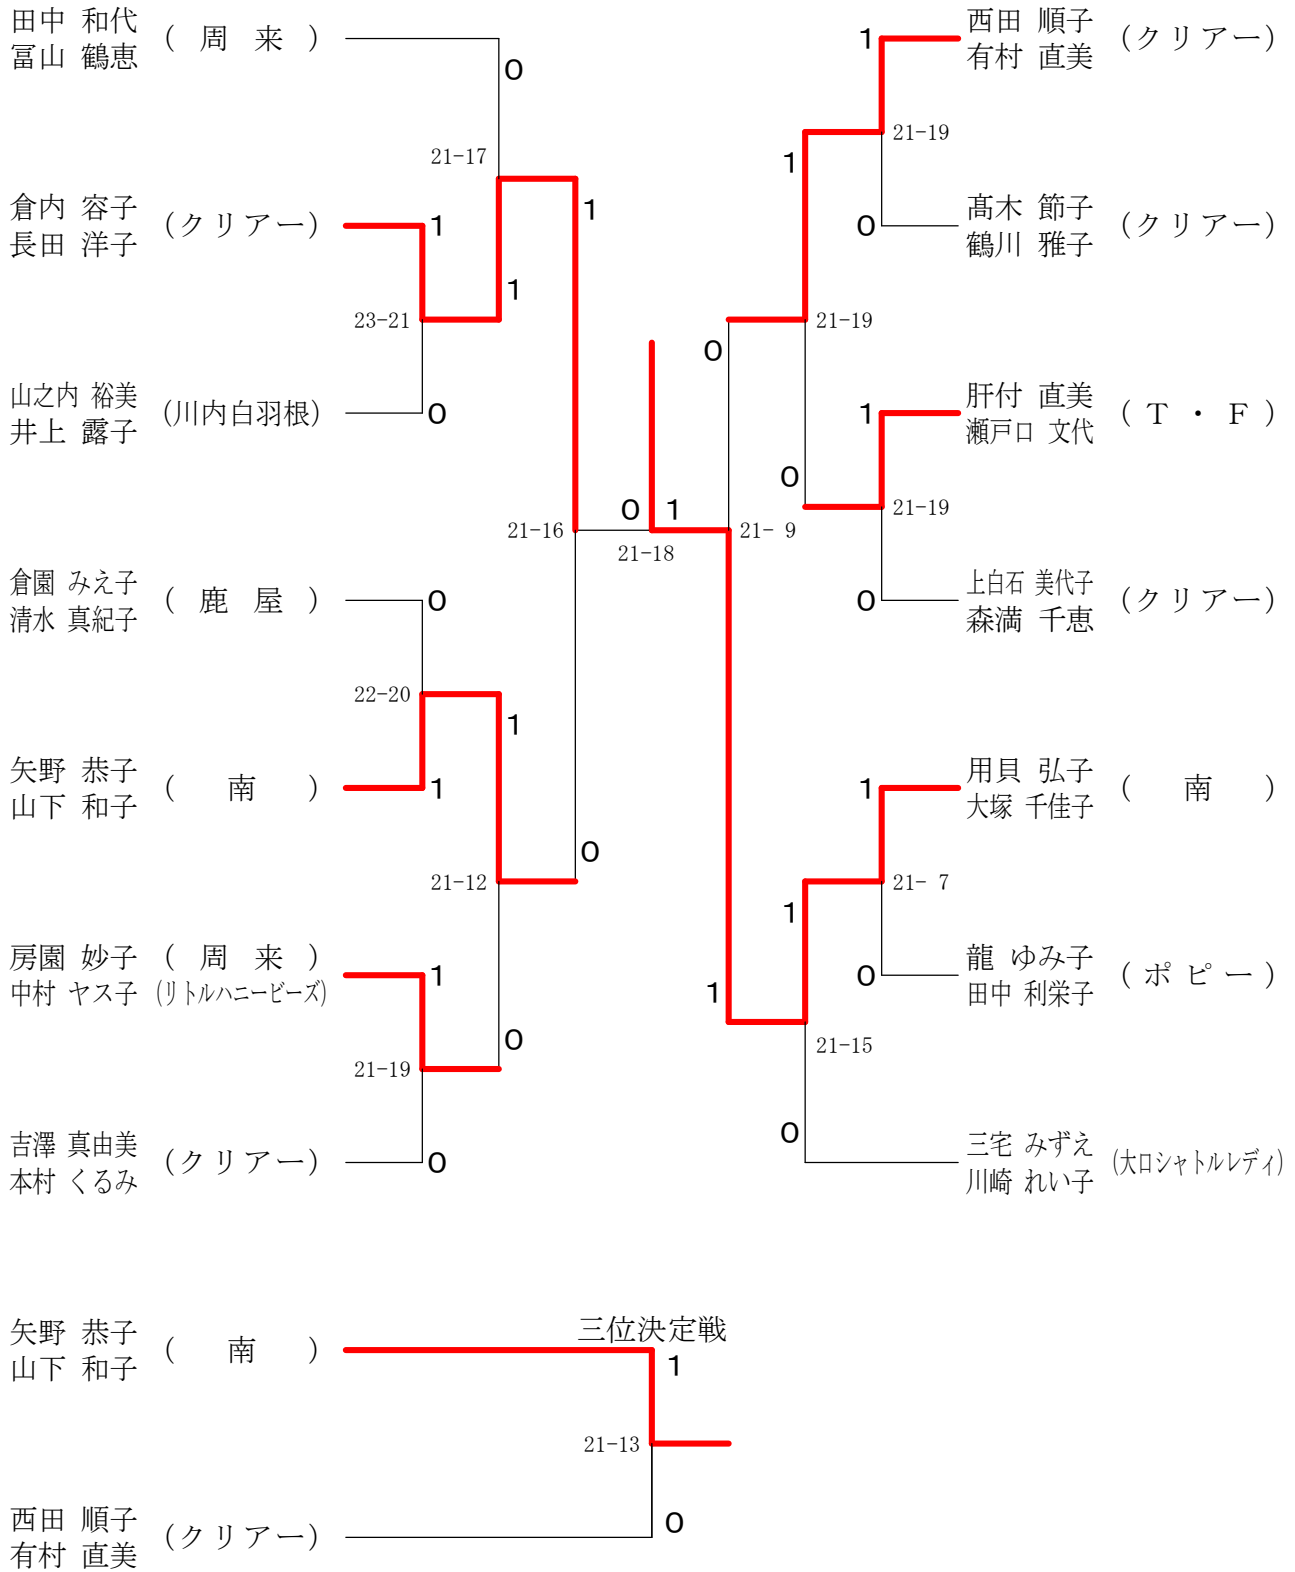 田中 和代
冨山 鶴恵
( 周 来 )
0
21-17
倉内 容子
長田 洋子
(クリアー)
1
1
1
23-21
山之内 裕美
井上 露子
(川内白羽根)
0
21-16
0
1
21-18
倉園 みえ子
清水 真紀子
( 鹿 屋 )
0
22-20
1
矢野 恭子
山下 和子
( 南 )
1
0
21-12
房園 妙子
中村 ヤス子
( 周 来 )
(リトルハニービーズ)
1
0
21-19
吉澤 真由美
本村 くるみ
(クリアー)
0
1
西田 順子
有村 直美
(クリアー)
21-19
1
0
髙木 節子
鶴川 雅子
(クリアー)
21-19
0
1
肝付 直美
瀬戸口 文代
( T ・ F )
0
21-19
21- 9
0
上白石 美代子
森満 千恵
(クリアー)
1
用貝 弘子
大塚 千佳子
( 南 )
21- 7
1
0
龍 ゆみ子
田中 利栄子
( ポ ピ ー )
1
21-15
0
三宅 みずえ
川崎 れい子
(大口シャトルレディ)
三位決定戦
矢野 恭子
山下 和子
( 南 )
1
21-13
西田 順子
有村 直美
(クリアー)
0